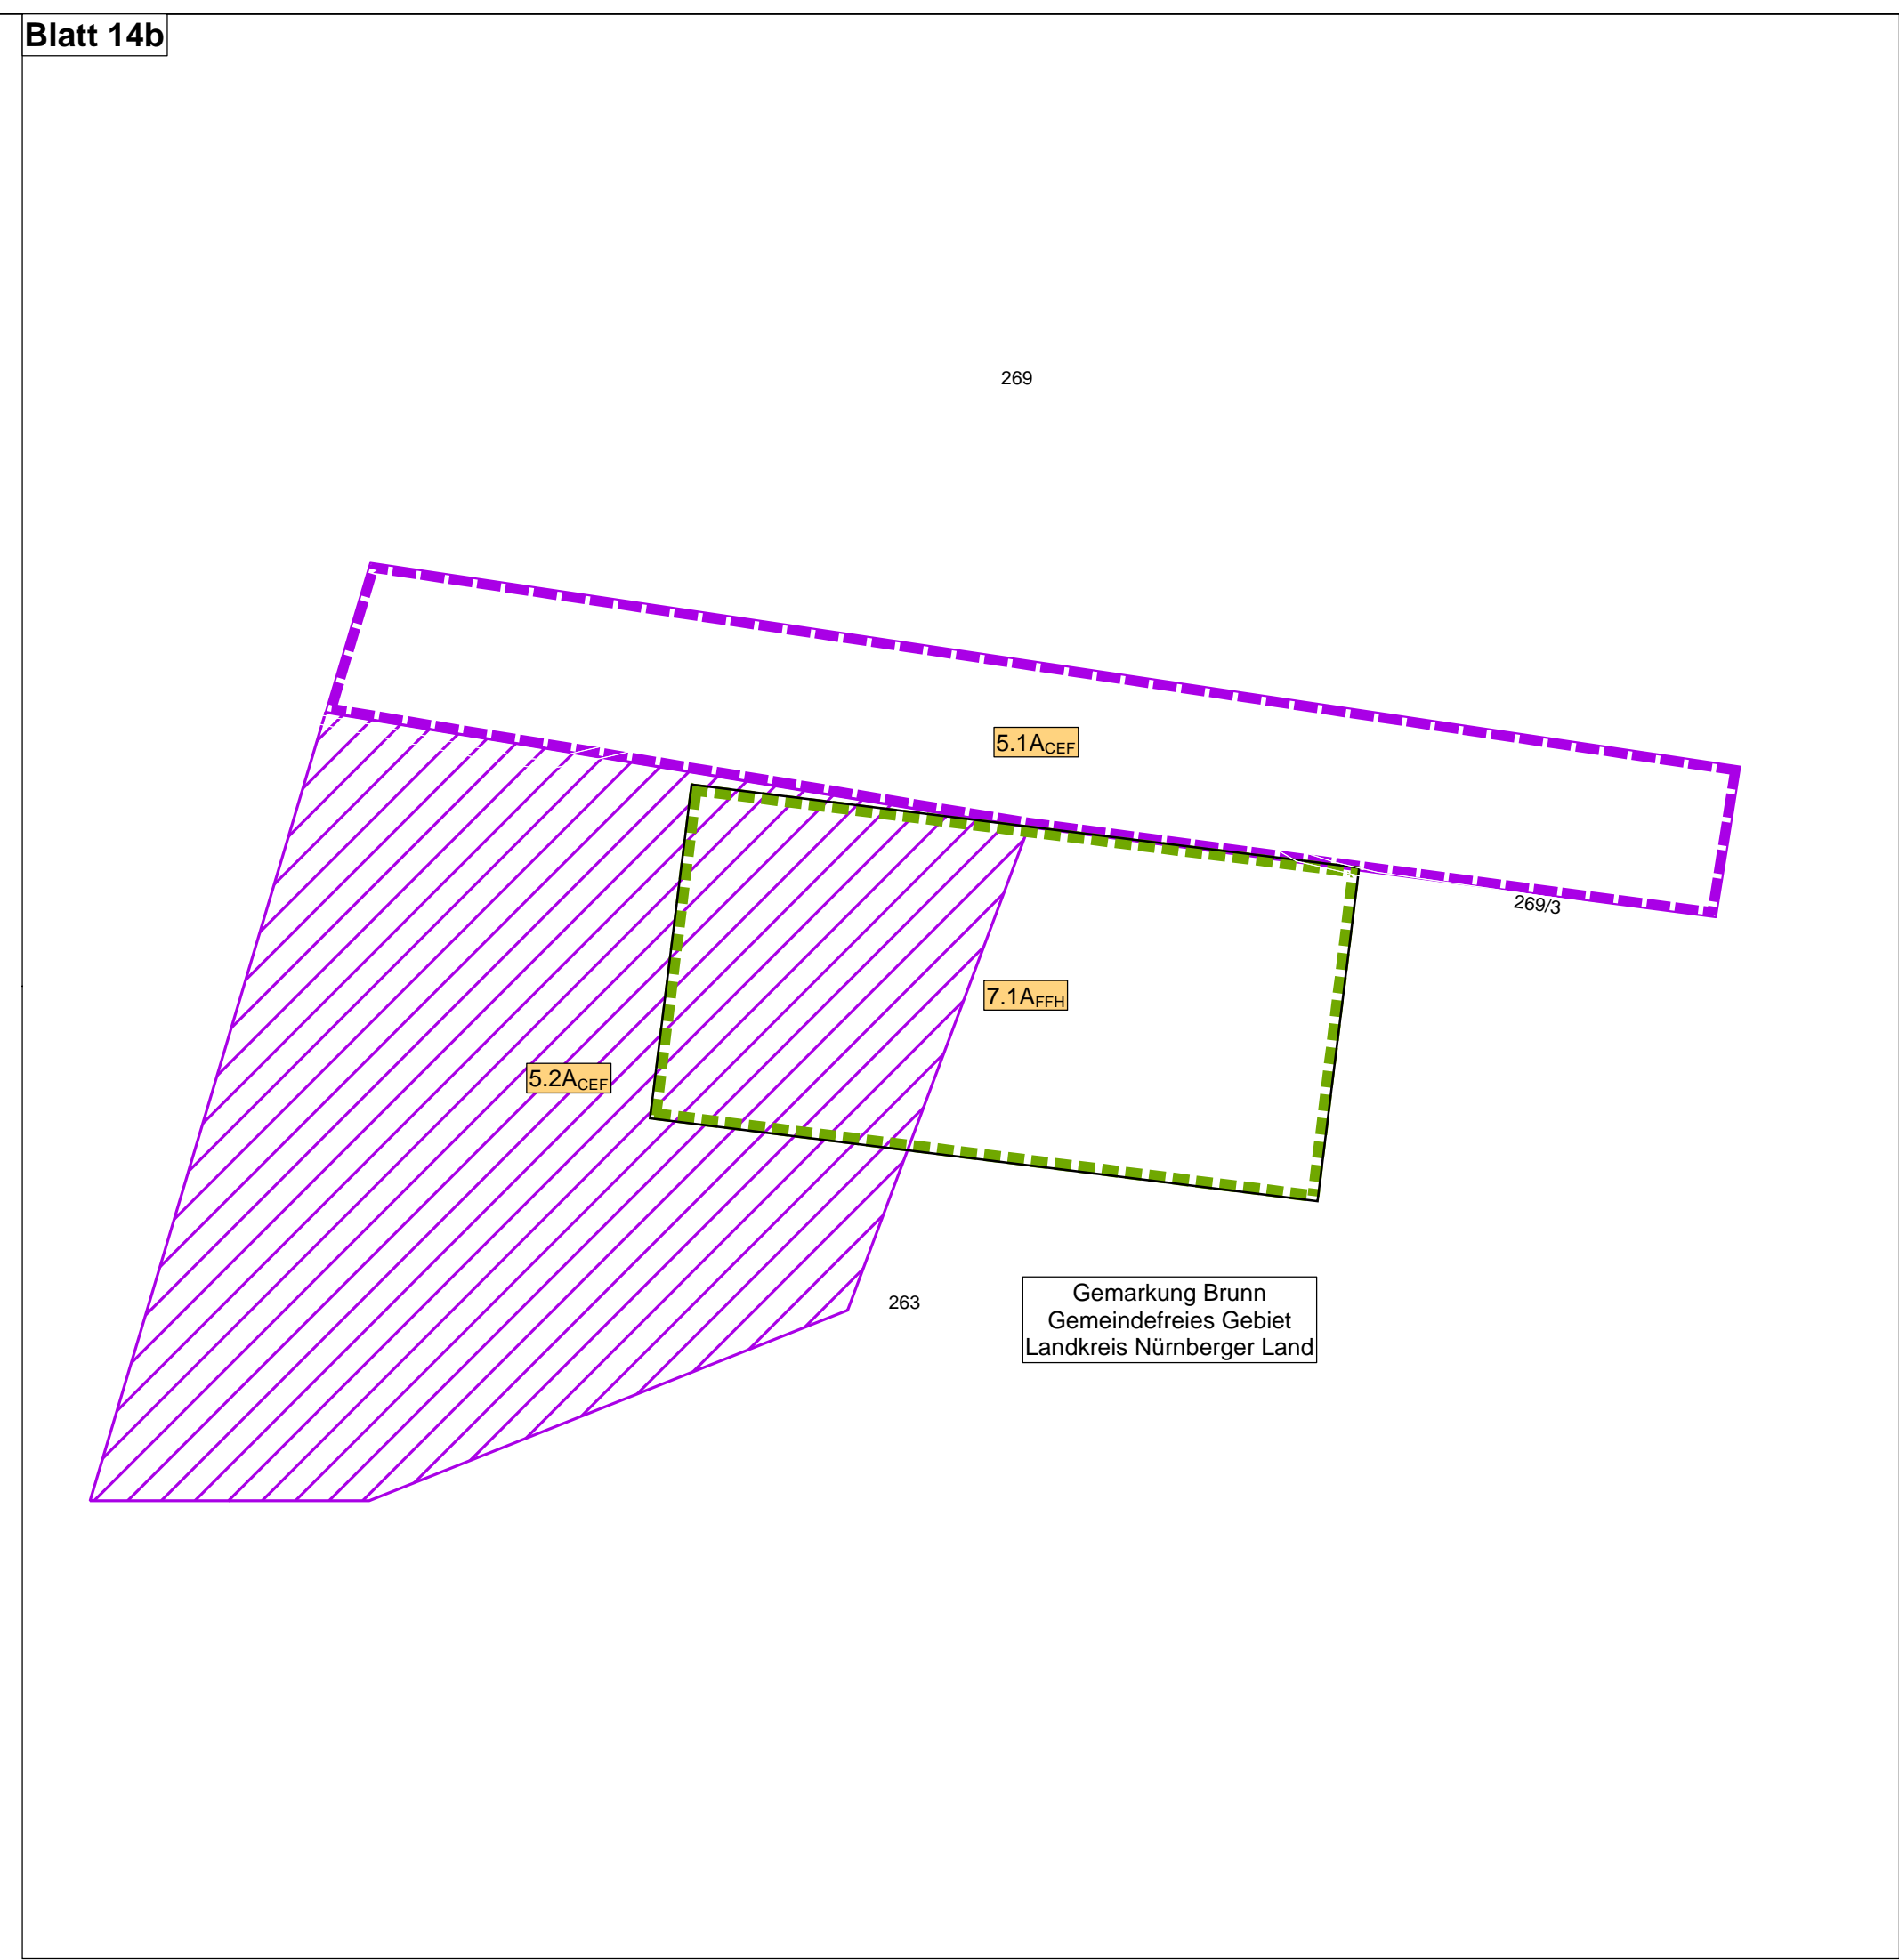 Blatt 14b
269
5.1ACEF
269/3
7.1AFFH
5.2ACEF
263
Gemarkung Brunn
Gemeindefreies Gebiet
Landkreis Nürnberger Land